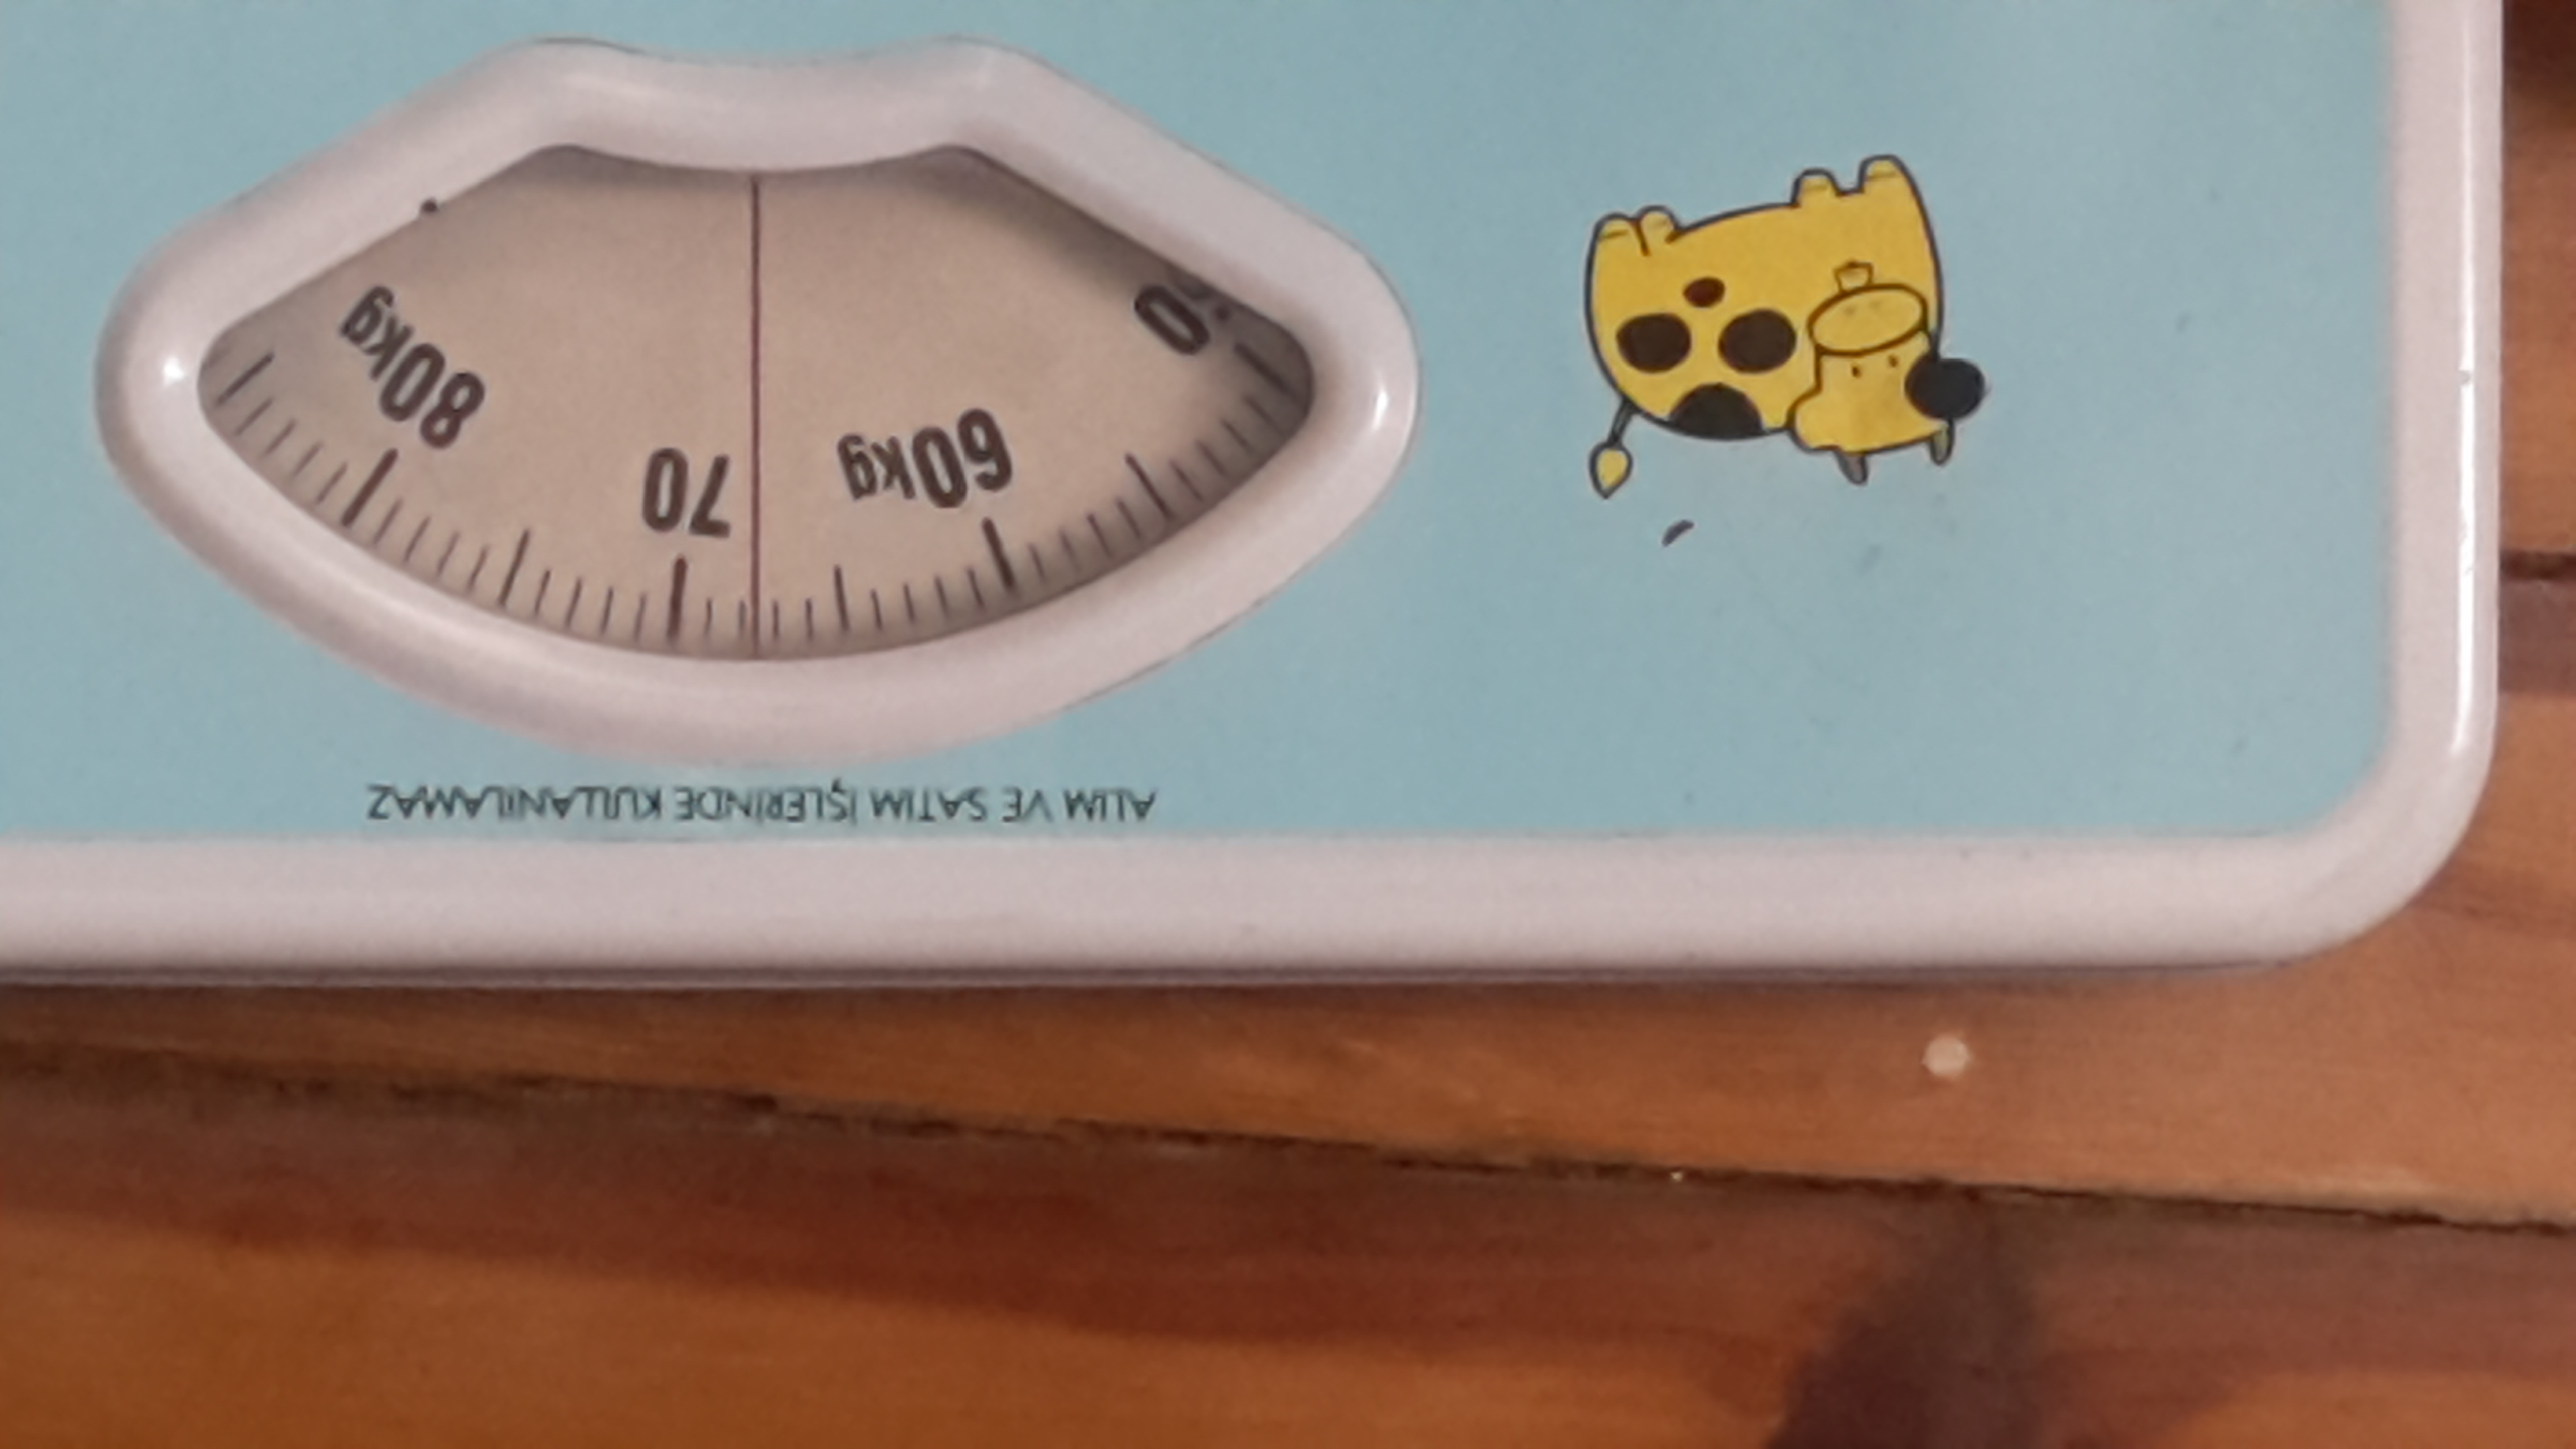 ALIM VE SATIM İŞLERİNDE KULLANILAMAZ
60kg
70
80kg